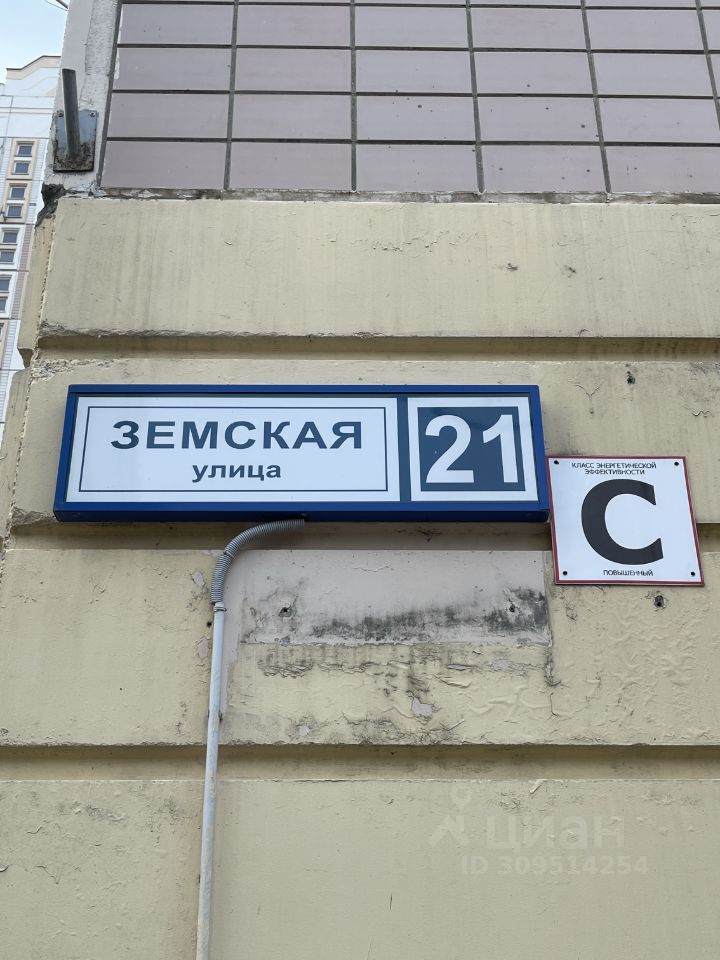 ЗЕМСКАЯ
улица
21
КЛАСС ЭНЕРГЕТИЧЕСКОЙ
ЭФФЕКТИВНОСТИ
C
ПОВЫШЕННЫЙ
циан
ID 309514254